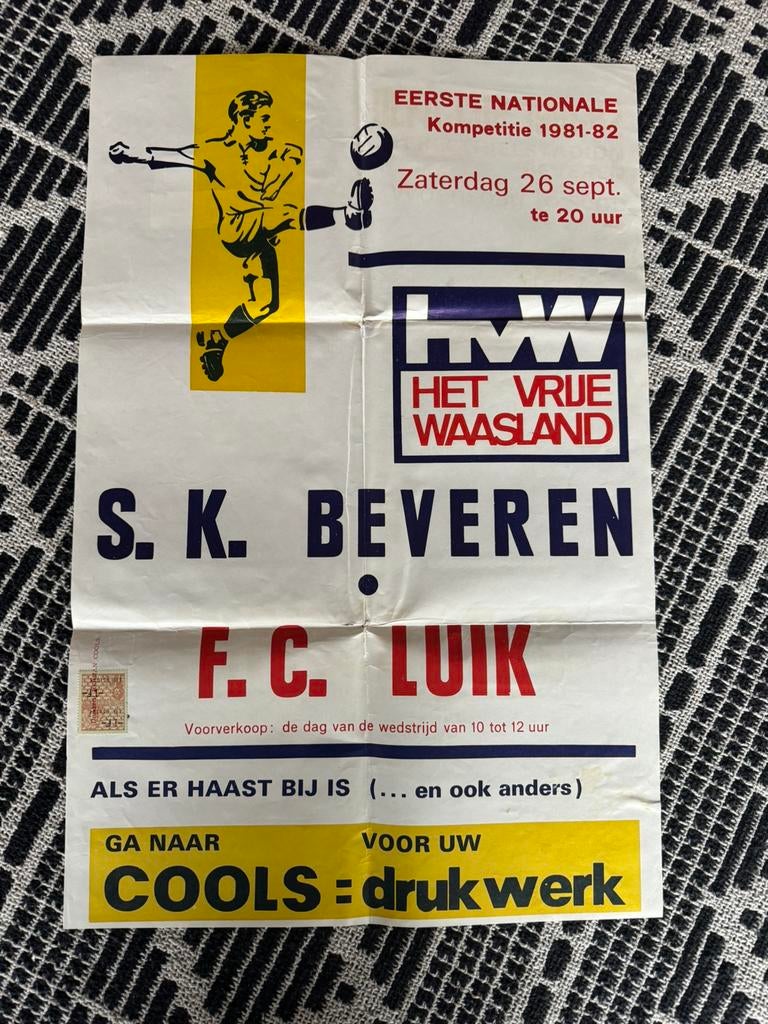 EERSTE NATIONALE
Kompetitie 1981-82
Zaterdag 26 sept.
te 20 uur
HVW
HET VRIJE
WAASLAND
S. K. BEVEREN
•
F. C. LUIK
Voorverkoop: de dag van de wedstrijd van 10 tot 12 uur
ALS ER HAAST BIJ IS (... en ook anders)
GA NAAR VOOR UW
COOLS = drukwerk